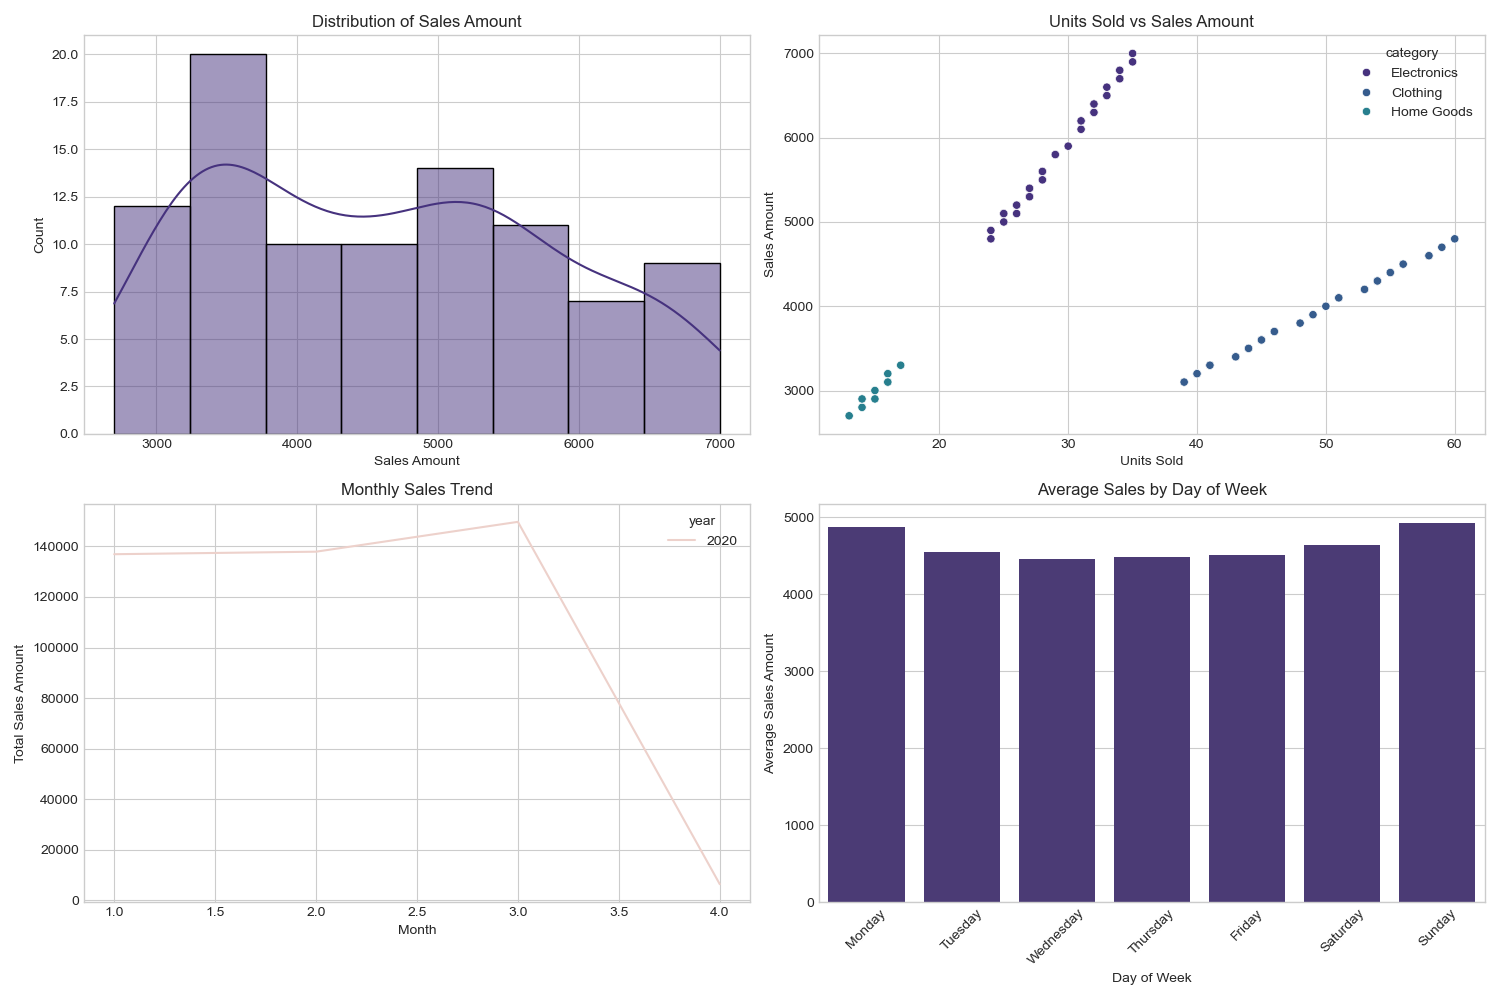 Distribution of Sales Amount
20.0
17.5
15.0
12.5
10.0
7.5
5.0
2.5
0.0
Count
3000 4000 5000 6000 7000
Sales Amount
Units Sold vs Sales Amount
category
Electronics
Clothing
Home Goods
7000
6000
5000
4000
3000
Sales Amount
20 30 40 50 60
Units Sold
Monthly Sales Trend
year
2020
140000
120000
100000
80000
60000
40000
20000
0
Total Sales Amount
1.0 1.5 2.0 2.5 3.0 3.5 4.0
Month
Average Sales by Day of Week
5000
4000
3000
2000
1000
0
Average Sales Amount
Monday Tuesday Wednesday Thursday Friday Saturday Sunday
Day of Week